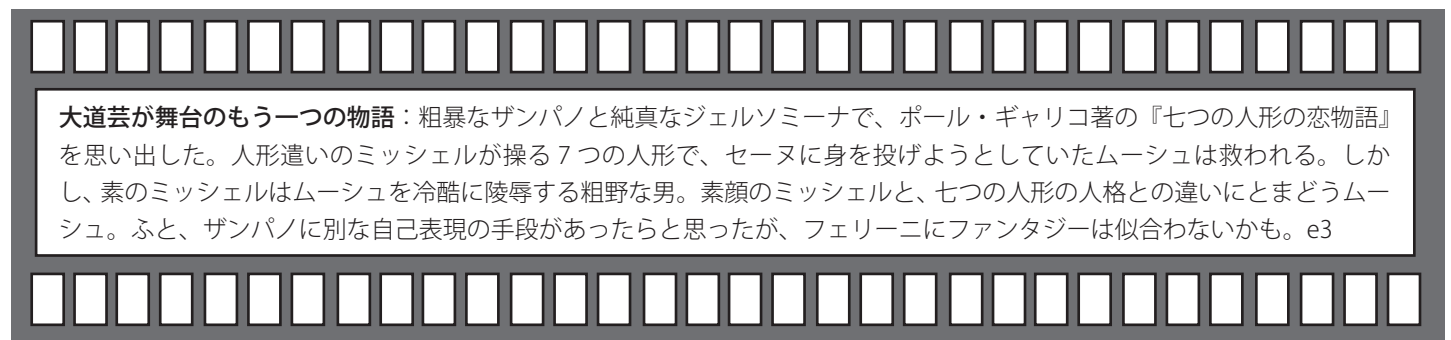 大道芸が舞台のもう一つの物語：粗暴なザンパノと純真なジェルソミーナで、ポール・ギャリコ著の『七つの人形の恋物語』
を思い出した。人形遣いのミッシェルが操る 7 つの人形で、セーヌに身を投げようとしていたムーシュは救われる。しか
し、素のミッシェルはムーシュを冷酷に陵辱する粗野な男。素顔のミッシェルと、七つの人形の人格との違いにとまどうムー
シュ。ふと、ザンパノに別な自己表現の手段があったらと思ったが、フェリーニにファンタジーは似合わないかも。e3